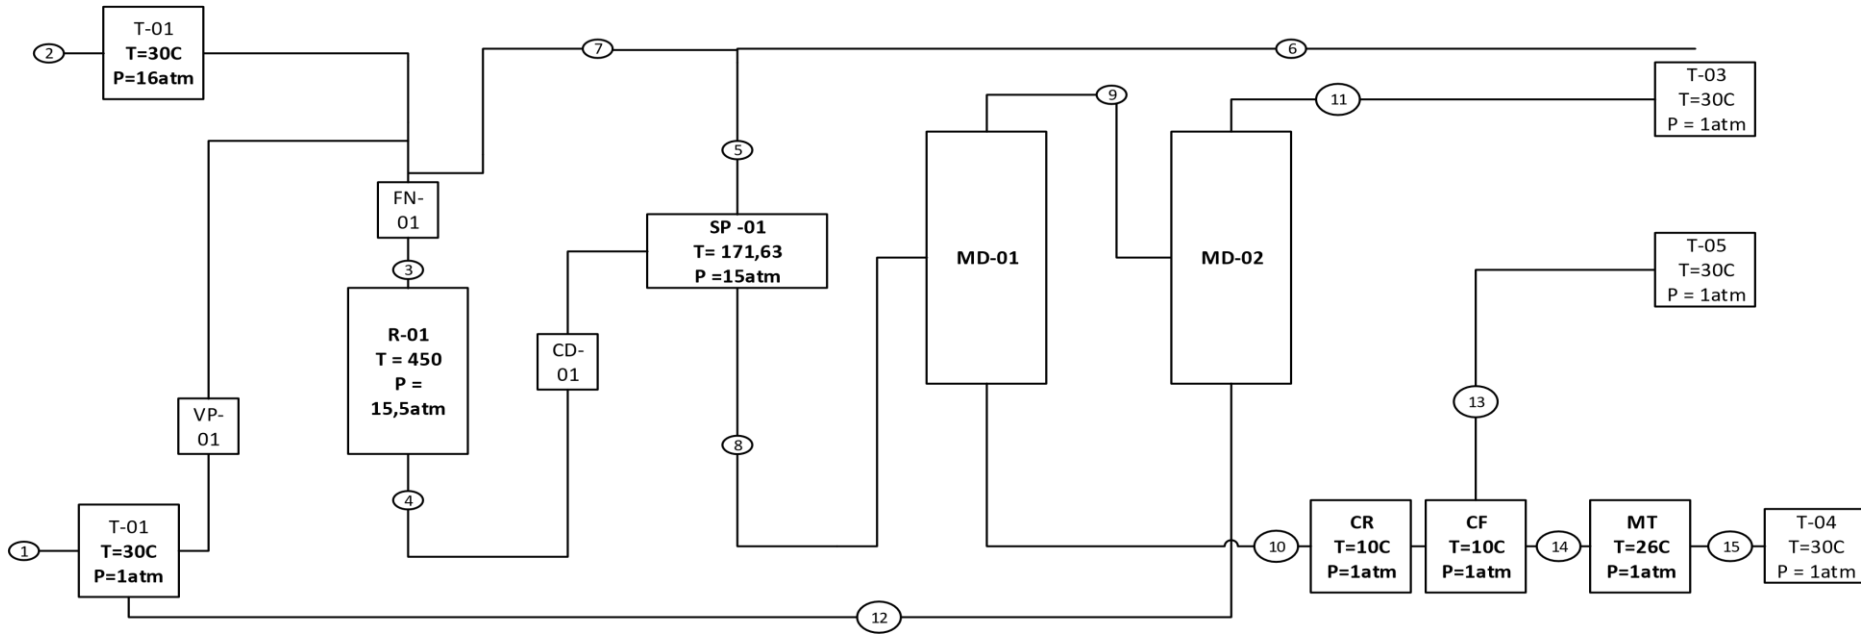 T-01
T=30C
P=16atm
2
7
6
T-03
T=30C
P = 1atm
9
11
5
FN-
01
SP -01
T= 171,63
P =15atm
MD-01
MD-02
T-05
T=30C
P = 1atm
3
R-01
T = 450
P =
15,5atm
CD-
01
VP-
01
13
8
4
T-01
T=30C
P=1atm
1
10
CR
T=10C
P=1atm
CF
T=10C
P=1atm
14
MT
T=26C
P=1atm
15
T-04
T=30C
P = 1atm
12